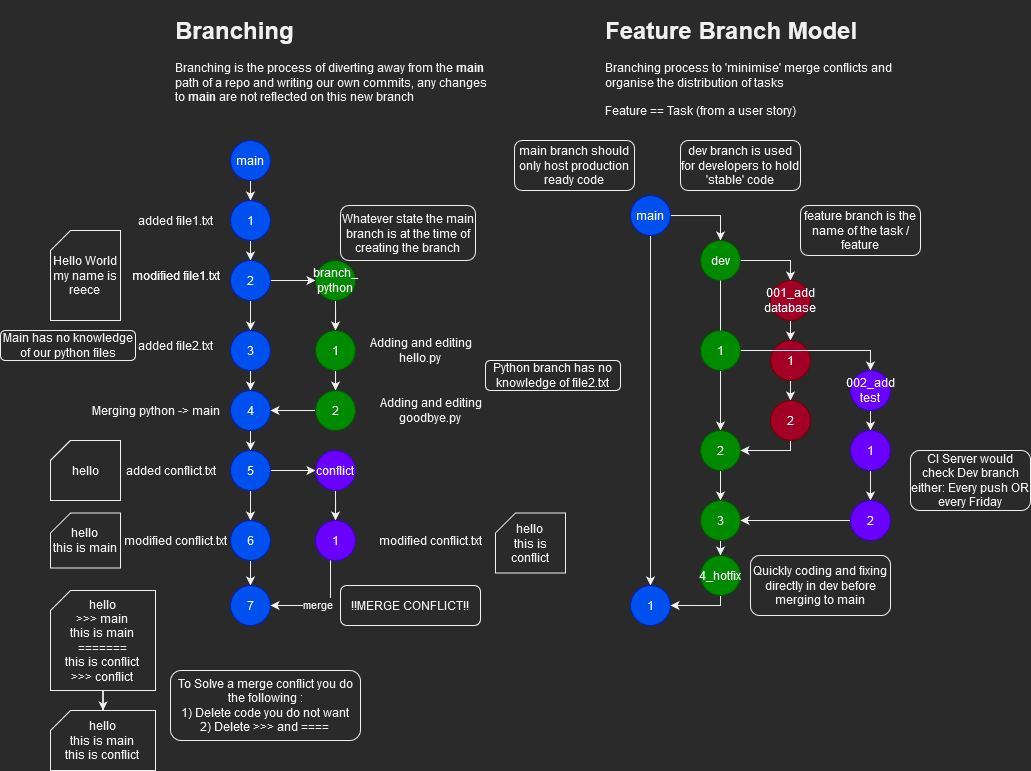 Branching
Branching is the process of diverting away from the main
path of a repo and writing our own commits, any changes
to main are not reflected on this new branch
main
added file1.txt
1
Whatever state the main
branch is at the time of
creating the branch
Hello World
my name is
reece
modified file1.txt
2
branch_
python
Main has no knowledge
of our python files
added file2.txt
3
1
Adding and editing
hello.py
Python branch has no
knowledge of file2.txt
Merging python -> main
4
2
Adding and editing
goodbye.py
hello
added conflict.txt
5
conflict
hello
this is main
modified conflict.txt
6
1
modified conflict.txt
hello
this is
conflict
7
merge
!!MERGE CONFLICT!!
hello
>>> main
this is main
=======
this is conflict
>>> conflict
hello
this is main
this is conflict
To Solve a merge conflict you do
the following :
1) Delete code you do not want
2) Delete >>> and ====
Feature Branch Model
Branching process to 'minimise' merge conflicts and
organise the distribution of tasks
Feature == Task (from a user story)
main branch should
only host production
ready code
dev branch is used
for developers to hold
'stable' code
main
feature branch is the
name of the task /
feature
dev
001_add
database
1
1
002_add
test
2
2
1
CI Server would
check Dev branch
either: Every push OR
every Friday
3
2
4_hotfix
Quickly coding and fixing
directly in dev before
merging to main
1